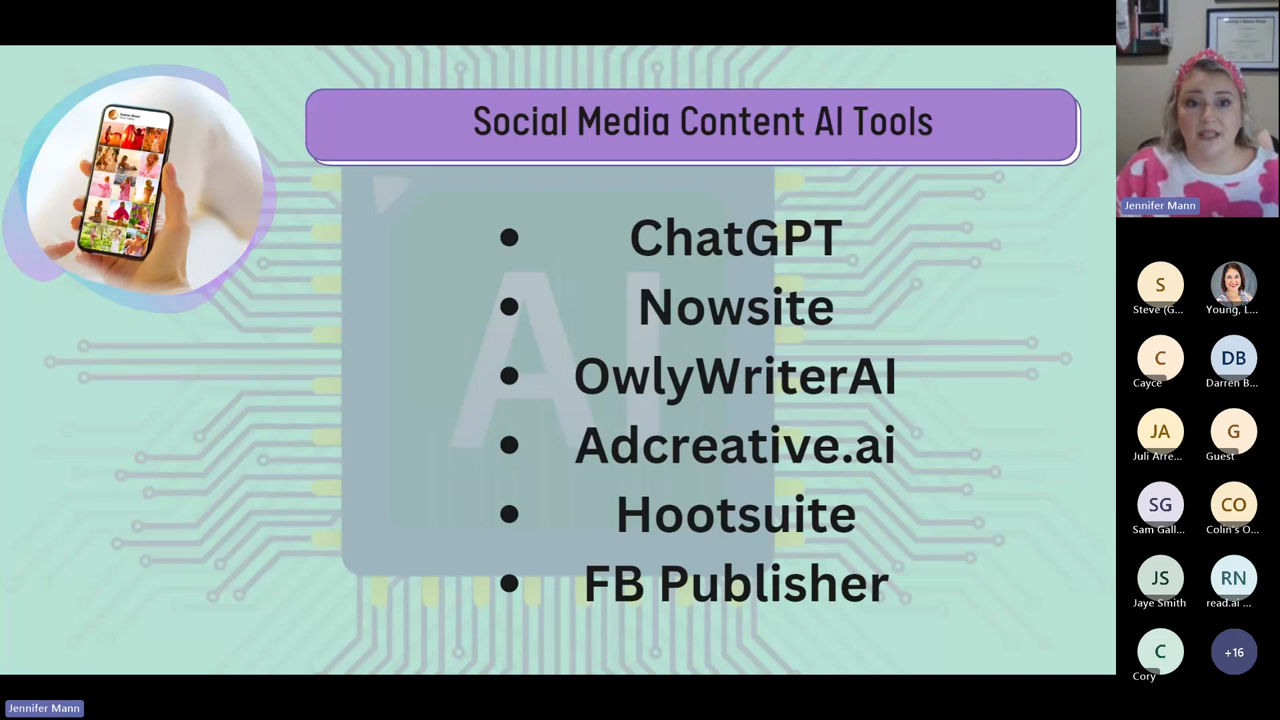 Social Media Content AI Tools
AI
• ChatGPT
• Nowsite
• OwlyWriterAI
• Adcreative.ai
• Hootsuite
• FB Publisher
Jennifer Mann
S
Steve (G...
Young, L...
C
Cayce
DB
Darren B...
JA
Juli Arre...
G
Guest
SG
Sam Gall...
CO
Colin's O...
JS
Jaye Smith
RN
read.ai ...
C
Cory
+16
Jennifer Mann